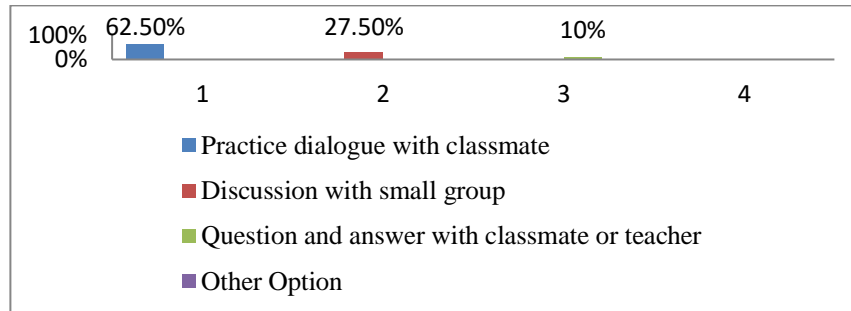 62.50% 27.50% 10%
100%
0%
1 2 3 4
Practice dialogue with classmate
Discussion with small group
Question and answer with classmate or teacher
Other Option